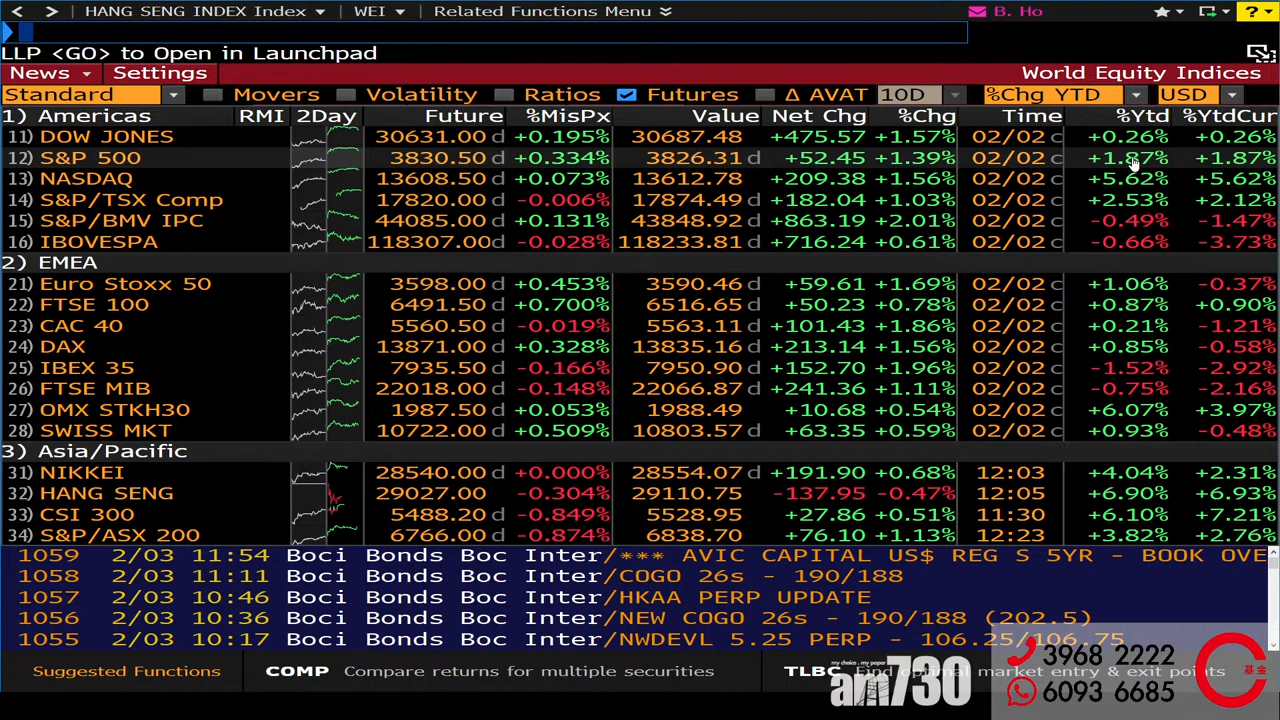 HANG SENG INDEX Index WEI Related Functions Menu B. Ho ?
LLP <GO> to Open in Launchpad
News Settings World Equity Indices
Standard Movers Volatility Ratios Futures Δ AVAT 10D %Chg YTD USD
1) Americas RMI 2Day Future %MisPx Value Net Chg %Chg Time %Ytd %YtdCur
11) DOW JONES 30631.00 d +0.195% 30687.48 +475.57 +1.57% 02/02 c +0.26% +0.26%
12) S&P 500 3830.50 d +0.334% 3826.31 d +52.45 +1.39% 02/02 c +1.87% +1.87%
13) NASDAQ 13608.50 d +0.073% 13612.78 +209.38 +1.56% 02/02 c +5.62% +5.62%
14) S&P/TSX Comp 17820.00 d -0.006% 17874.49 d +182.04 +1.03% 02/02 c +2.53% +2.12%
15) S&P/BMV IPC 44085.00 d +0.131% 43848.92 d +863.19 +2.01% 02/02 c -0.49% -1.47%
16) IBOVESPA 118307.00 d -0.028% 118233.81 d +716.24 +0.61% 02/02 c -0.66% -3.73%
2) EMEA
21) Euro Stoxx 50 3598.00 d +0.453% 3590.46 d +59.61 +1.69% 02/02 c +1.06% -0.37%
22) FTSE 100 6491.50 d +0.700% 6516.65 d +50.23 +0.78% 02/02 c +0.87% +0.90%
23) CAC 40 5560.50 d -0.019% 5563.11 d +101.43 +1.86% 02/02 c +0.21% -1.21%
24) DAX 13871.00 d +0.328% 13835.16 d +213.14 +1.56% 02/02 c +0.85% -0.58%
25) IBEX 35 7935.50 d -0.166% 7950.90 d +152.70 +1.96% 02/02 c -1.52% -2.92%
26) FTSE MIB 22018.00 d -0.148% 22066.87 d +241.36 +1.11% 02/02 c -0.75% -2.16%
27) OMX STKH30 1987.50 d +0.053% 1988.49 +10.68 +0.54% 02/02 c +6.07% +3.97%
28) SWISS MKT 10722.00 d +0.509% 10803.57 d +63.35 +0.59% 02/02 c +0.93% -0.48%
3) Asia/Pacific
31) NIKKEI 28540.00 d +0.000% 28554.07 d +191.90 +0.68% 12:03 +4.04% +2.31%
32) HANG SENG 29027.00 -0.304% 29110.75 -137.95 -0.47% 12:05 +6.90% +6.93%
33) CSI 300 5488.20 d -0.849% 5528.95 +27.86 +0.51% 11:30 +6.10% +7.21%
34) S&P/ASX 200 6766.00 d -0.874% 6838.70 d +76.10 +1.13% 12:23 +3.82% +2.76%
1059 2/03 11:54 Boci Bonds Boc Inter/*** AVIC CAPITAL US$ REG S 5YR - BOOK OVE
1058 2/03 11:11 Boci Bonds Boc Inter/COGO 26s - 190/188
1057 2/03 10:46 Boci Bonds Boc Inter/HKAA PERP UPDATE
1056 2/03 10:36 Boci Bonds Boc Inter/NEW COGO 26s - 190/188 (202.5)
1055 2/03 10:17 Boci Bonds Boc Inter/NWDEVL 5.25 PERP - 106.25/106.75
Suggested Functions COMP Compare returns for multiple securities TLBC Find optimal market entry & exit points
my choice . my paper
am730
3968 2222
6093 6685
基金